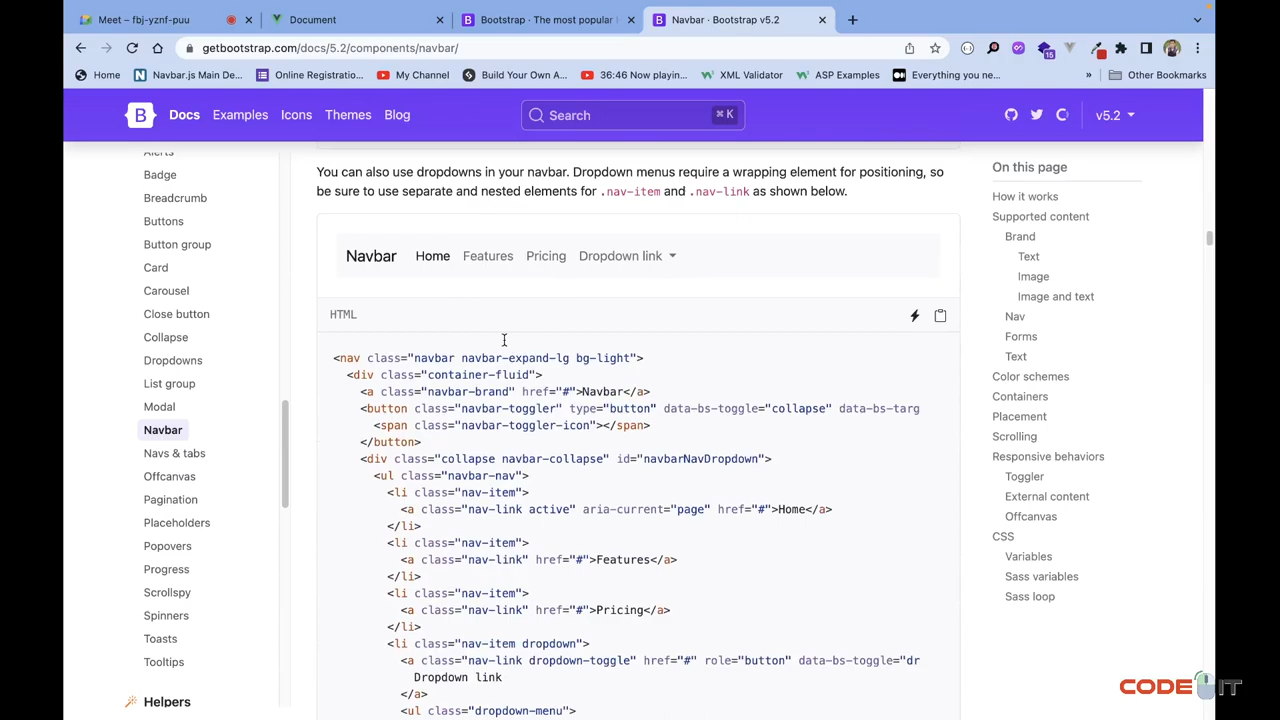 Meet – fbj-yznf-puu
Document
Bootstrap · The most popular
Navbar · Bootstrap v5.2
getbootstrap.com/docs/5.2/components/navbar/
15
Home
Navbar.js Main De...
Online Registratio...
My Channel
Build Your Own A...
36:46 Now playin...
XML Validator
ASP Examples
Everything you ne...
»
Other Bookmarks
B
Docs
Examples
Icons
Themes
Blog
Search
⌘ K
v5.2
Alerts
Badge
Breadcrumb
Buttons
Button group
Card
Carousel
Close button
Collapse
Dropdowns
List group
Modal
Navbar
Navs & tabs
Offcanvas
Pagination
Placeholders
Popovers
Progress
Scrollspy
Spinners
Toasts
Tooltips
Helpers
You can also use dropdowns in your navbar. Dropdown menus require a wrapping element for positioning, so
be sure to use separate and nested elements for .nav-item and .nav-link as shown below.
Navbar Home Features Pricing Dropdown link
HTML
<nav class="navbar navbar-expand-lg bg-light">
<div class="container-fluid">
<a class="navbar-brand" href="#">Navbar</a>
<button class="navbar-toggler" type="button" data-bs-toggle="collapse" data-bs-targ
<span class="navbar-toggler-icon"></span>
</button>
<div class="collapse navbar-collapse" id="navbarNavDropdown">
<ul class="navbar-nav">
<li class="nav-item">
<a class="nav-link active" aria-current="page" href="#">Home</a>
</li>
<li class="nav-item">
<a class="nav-link" href="#">Features</a>
</li>
<li class="nav-item">
<a class="nav-link" href="#">Pricing</a>
</li>
<li class="nav-item dropdown">
<a class="nav-link dropdown-toggle" href="#" role="button" data-bs-toggle="dr
Dropdown link
</a>
<ul class="dropdown-menu">
On this page
How it works
Supported content
Brand
Text
Image
Image and text
Nav
Forms
Text
Color schemes
Containers
Placement
Scrolling
Responsive behaviors
Toggler
External content
Offcanvas
CSS
Variables
Sass variables
Sass loop
CODE IT